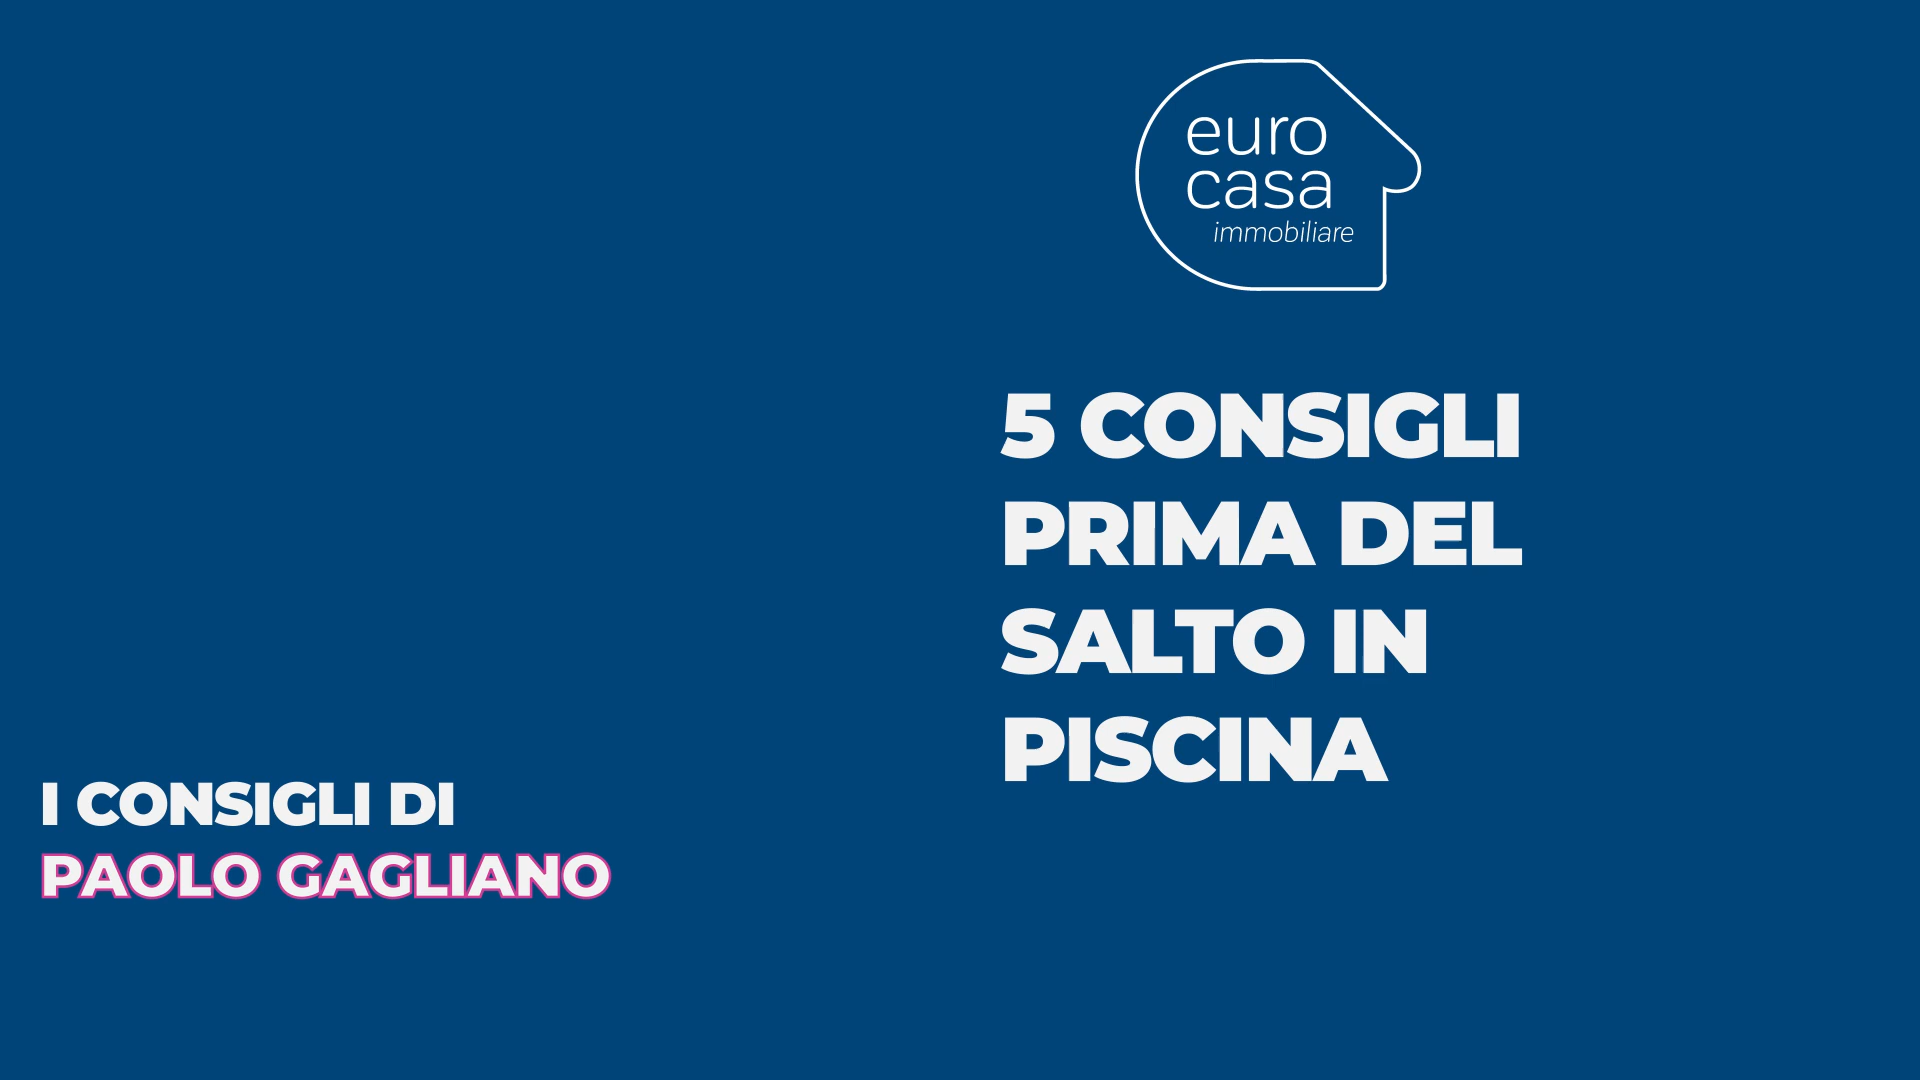 euro
casa
immobiliare
5 CONSIGLI
PRIMA DEL
SALTO IN
PISCINA
I CONSIGLI DI
PAOLO GAGLIANO